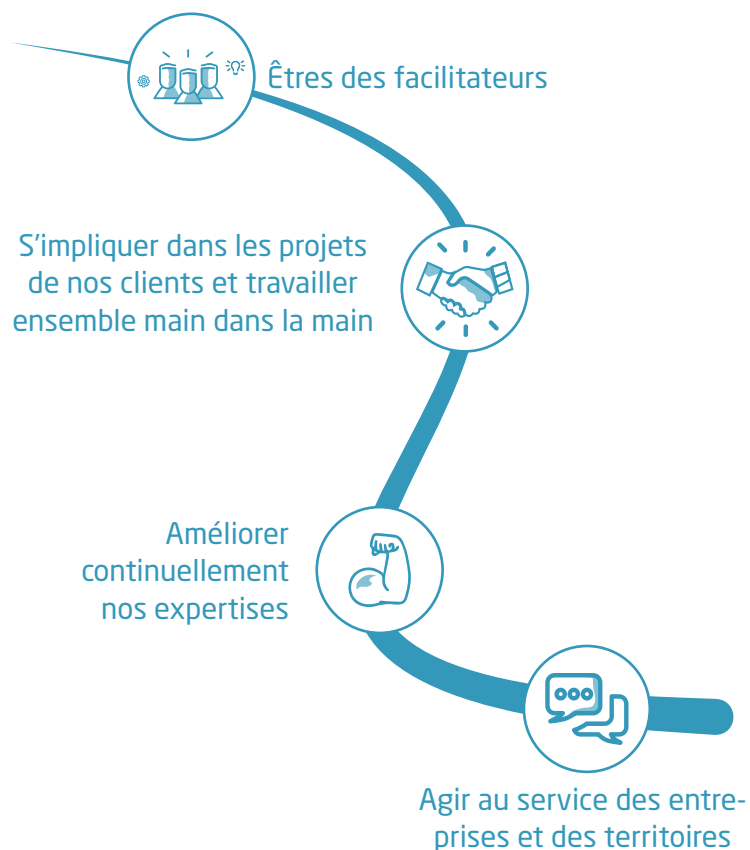 Êtres des facilitateurs
S'impliquer dans les projets
de nos clients et travailler
ensemble main dans la main
Améliorer
continuellement
nos expertises
Agir au service des entre-
prises et des territoires